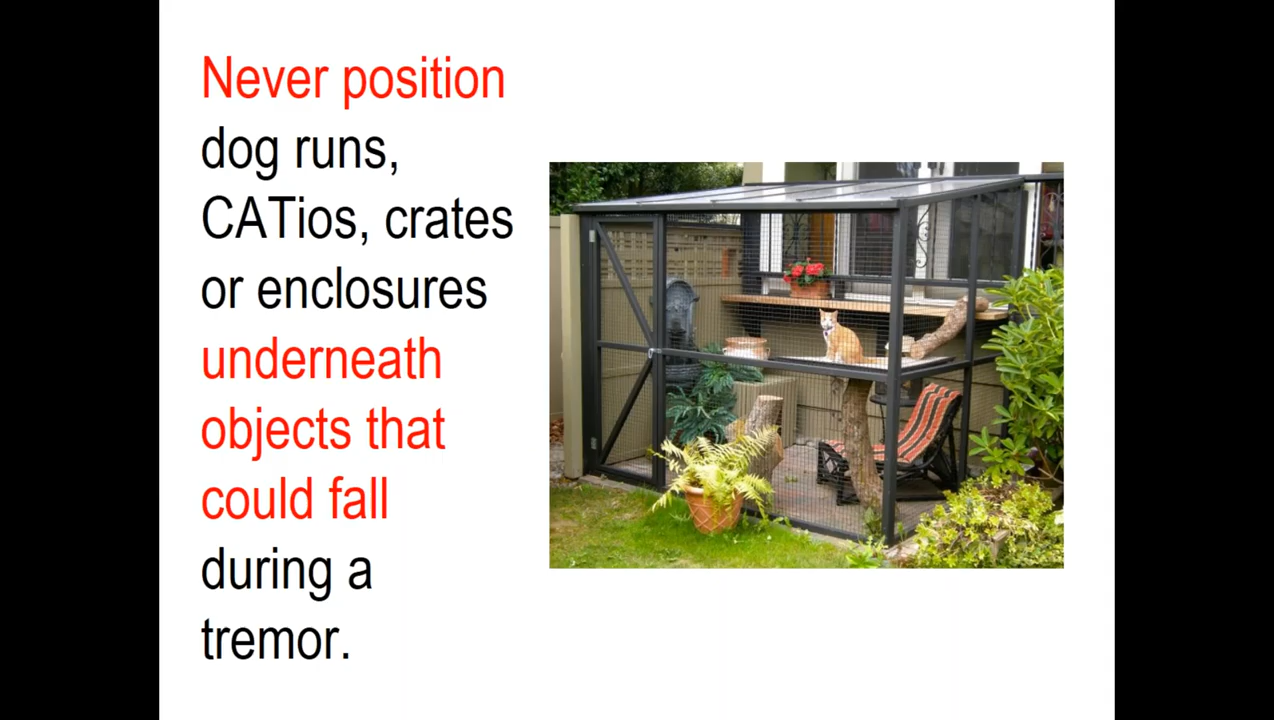 Never position
dog runs,
CATios, crates
or enclosures
underneath
objects that
could fall
during a
tremor.